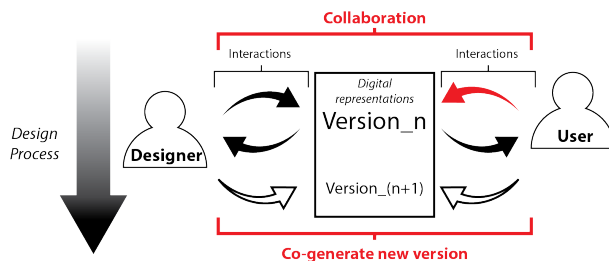 Collaboration
Interactions
Interactions
Digital
representations
Version_n
Design
Process
Designer
User
Version_(n+1)
Co-generate new version